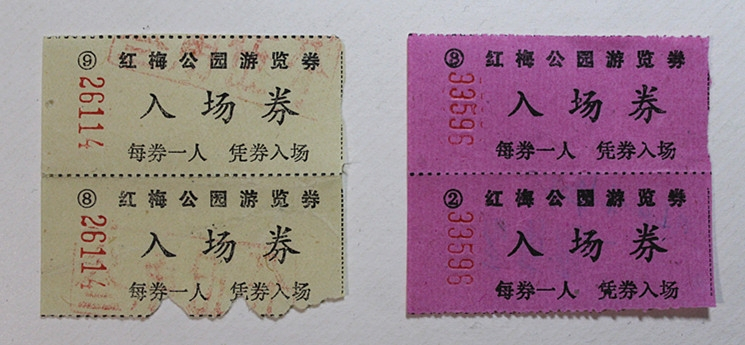 ⑨ 红梅公园游览券
26114
入场券
每券一人 凭券入场
⑧ 红梅公园游览券
26114
入场券
每券一人 凭券入场
③ 红梅公园游览券
33596
入场券
每券一人 凭券入场
② 红梅公园游览券
33596
入场券
每券一人 凭券入场